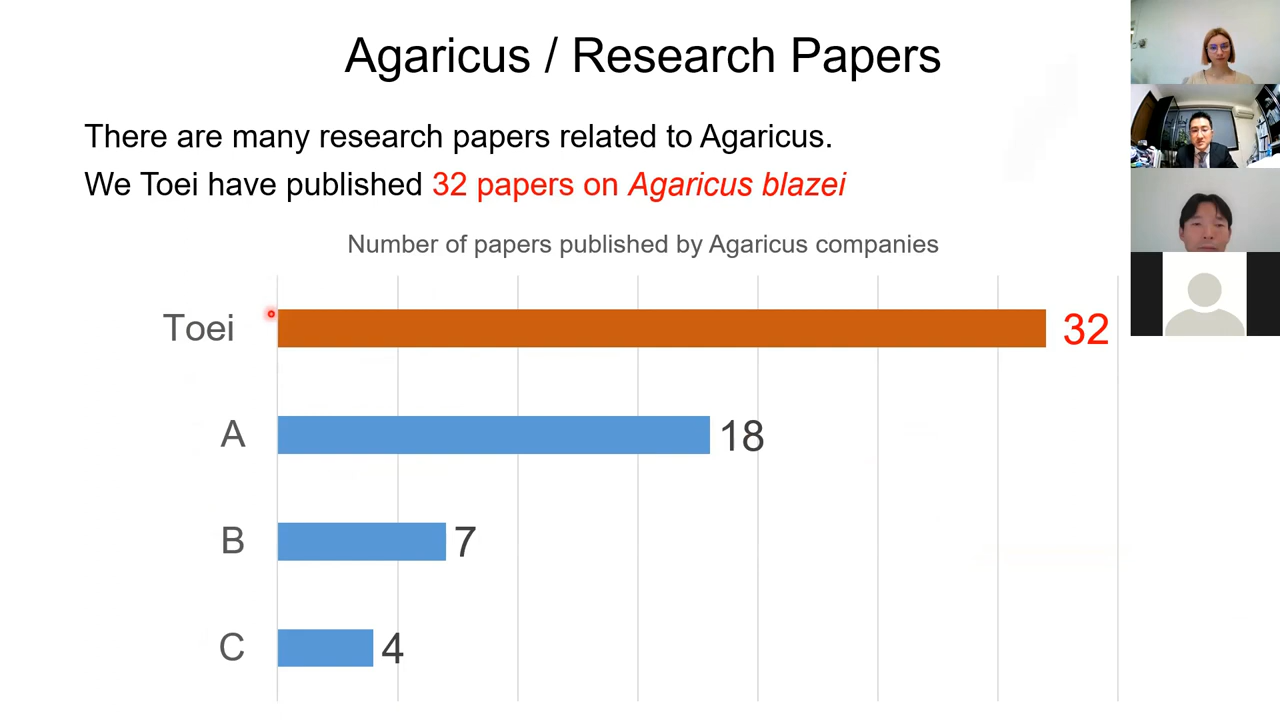 Agaricus / Research Papers
There are many research papers related to Agaricus.
We Toei have published 32 papers on Agaricus blazei
Number of papers published by Agaricus companies
Toei 32
A 18
B 7
C 4